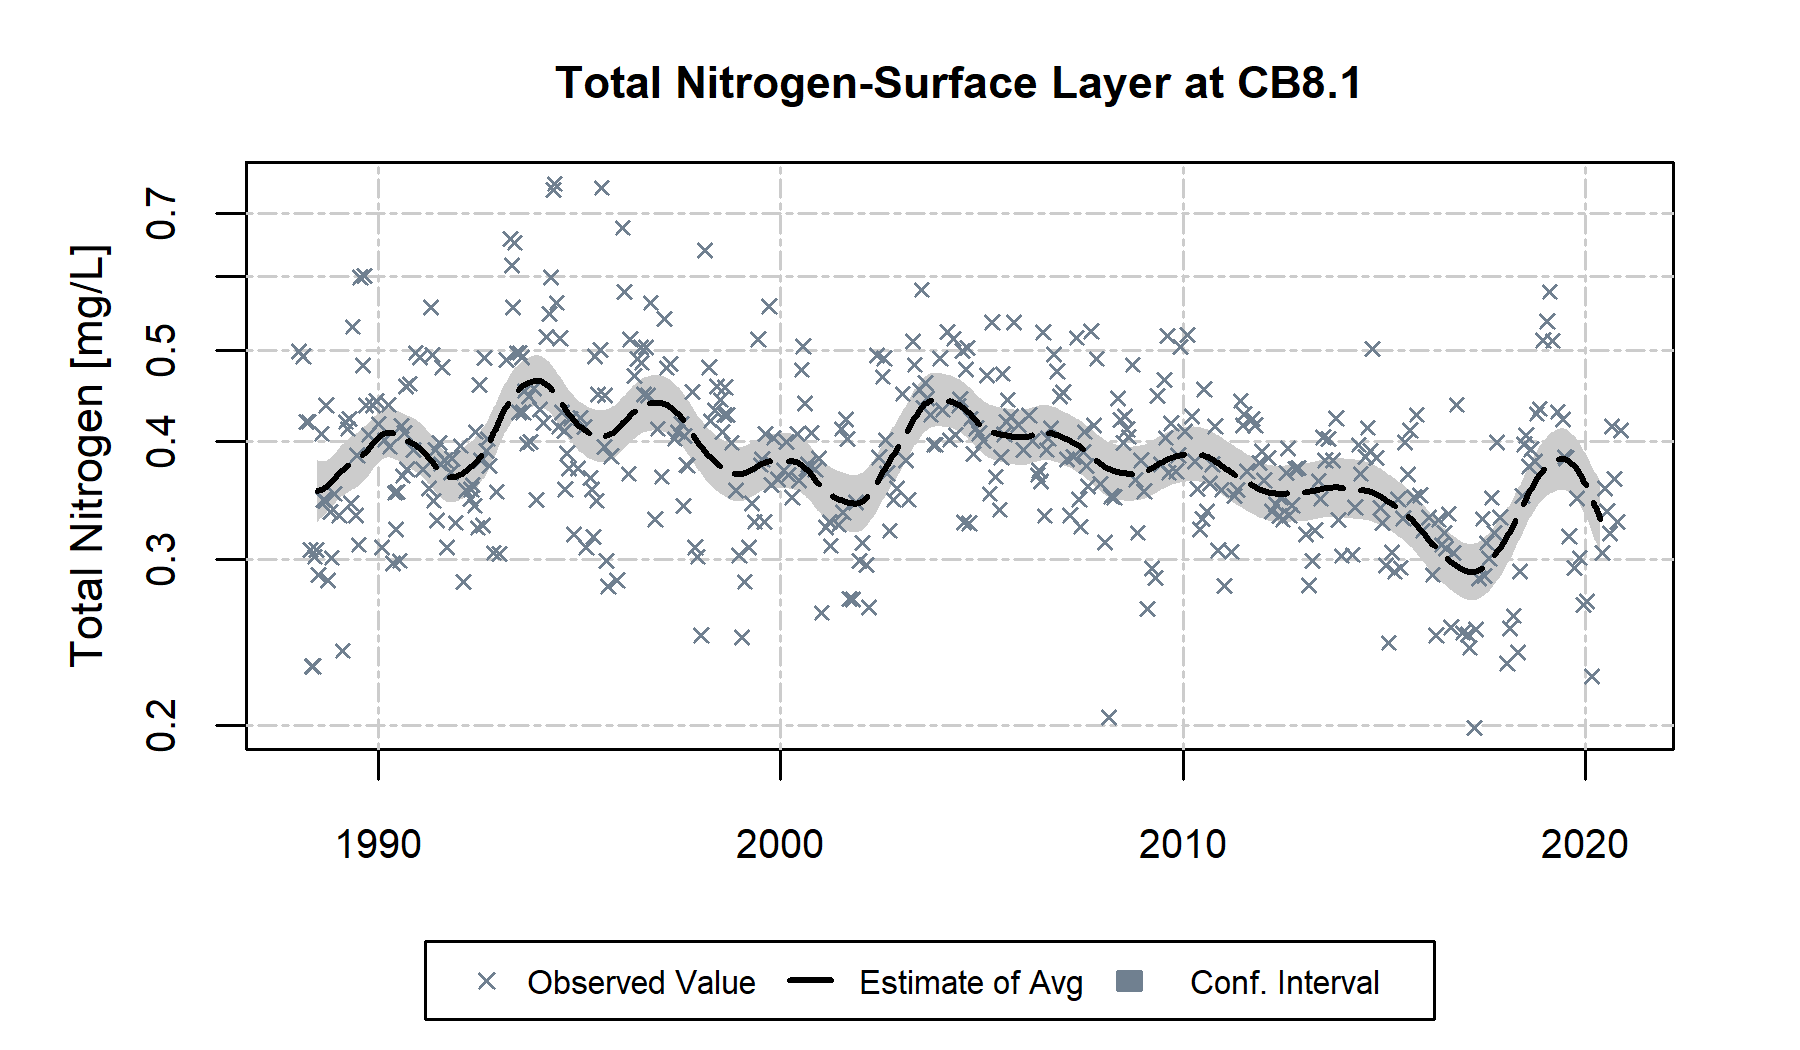 Total Nitrogen-Surface Layer at CB8.1
Total Nitrogen [mg/L]
0.7
0.5
0.4
0.3
0.2
1990 2000 2010 2020
Observed Value Estimate of Avg Conf. Interval